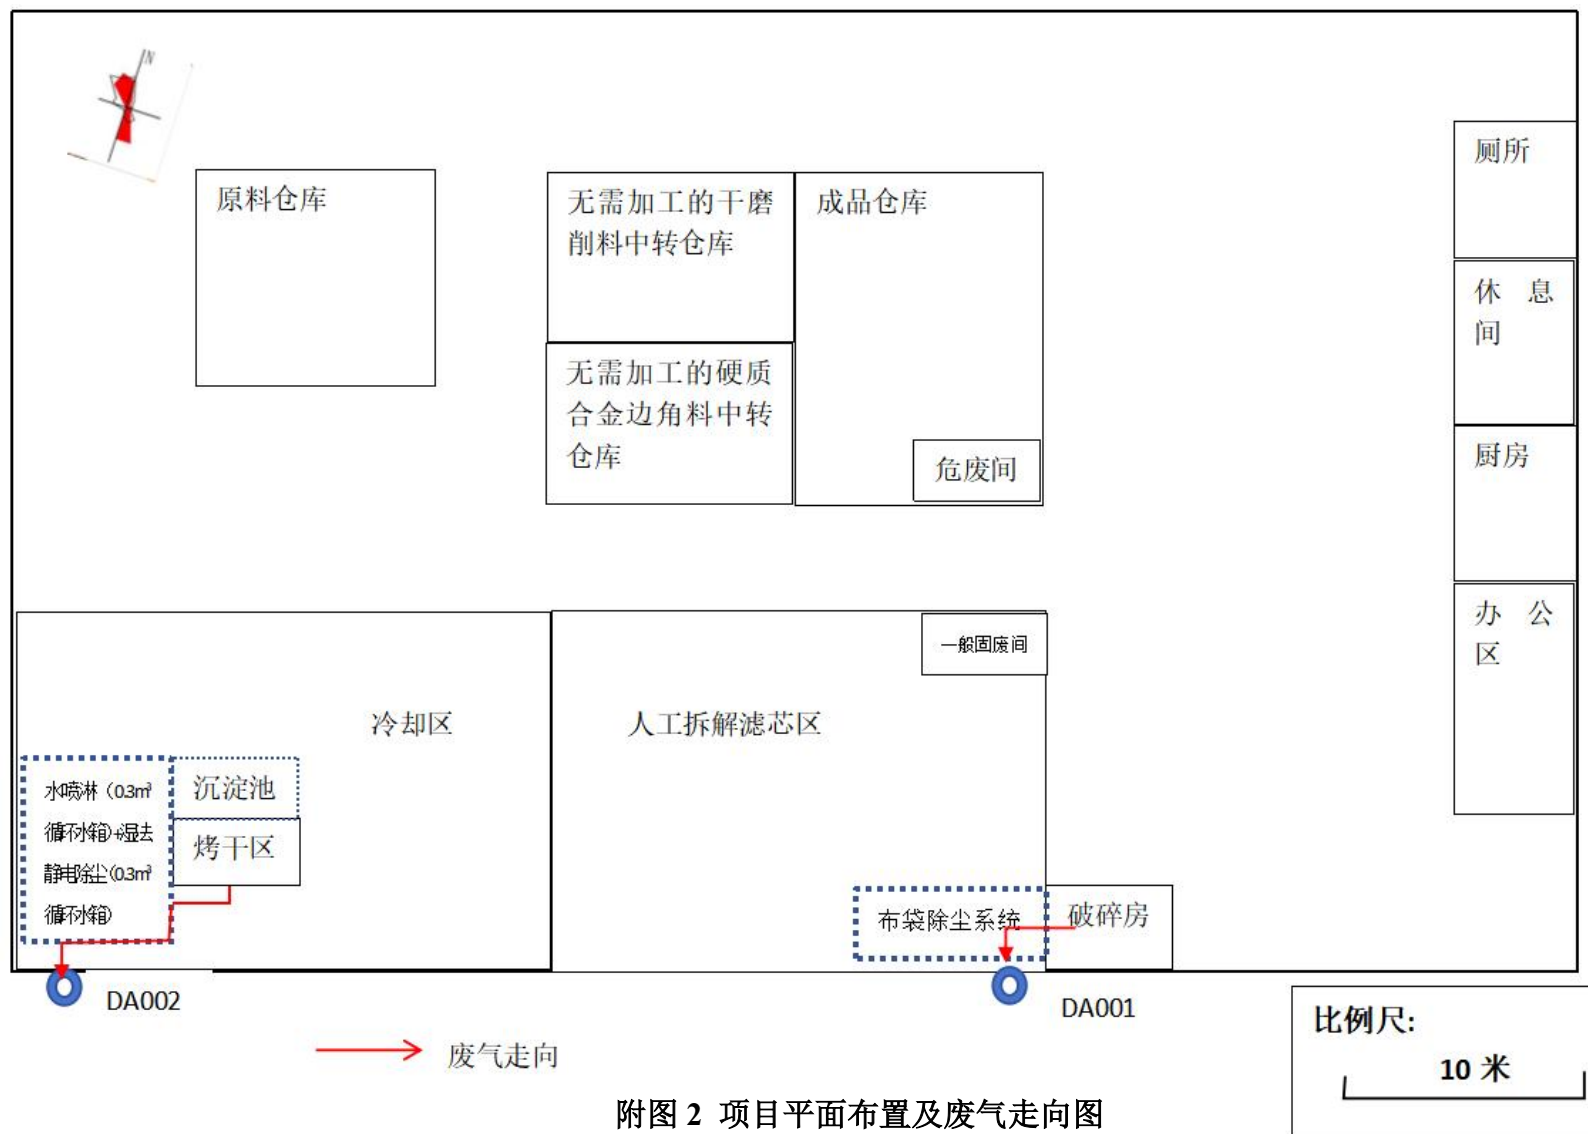 N
原料仓库
无需加工的干磨
削料中转仓库
成品仓库
无需加工的硬质
合金边角料中转
仓库
危废间
厕所
休 息
间
厨房
办 公
区
一般固废间
冷却区
人工拆解滤芯区
水喷淋（0.3m³
循环水箱）+湿法
静电除尘（0.3m³
循环水箱）
沉淀池
烤干区
布袋除尘系统
破碎房
DA002
DA001
废气走向
比例尺:
10 米
附图 2 项目平面布置及废气走向图